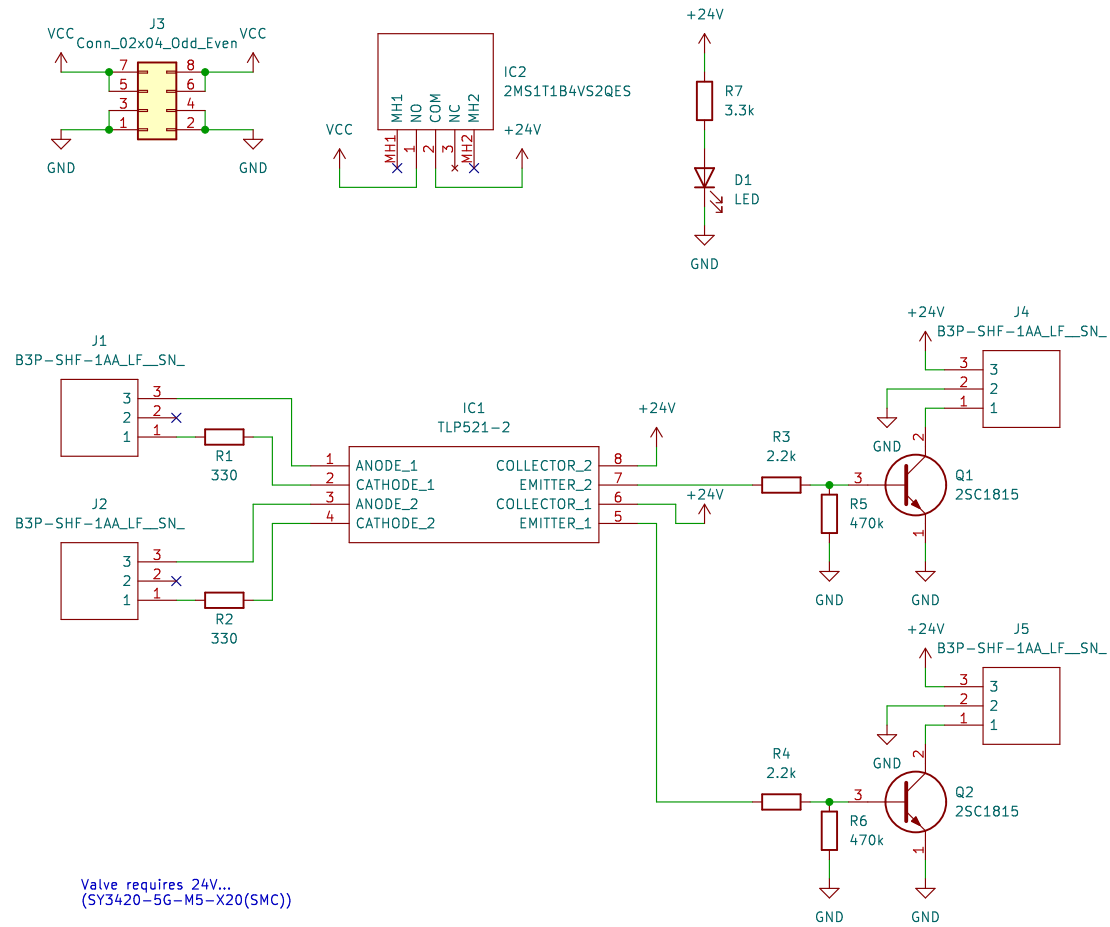 J3
Conn_02x04_Odd_Even
VCC
VCC
7
8
5
6
3
4
1
2
GND
GND
IC2
2MS1T1B4VS2QES
MH1
NO
COM
NC
MH2
MH1
1
2
3
MH2
VCC
+24V
+24V
R7
3.3k
D1
LED
GND
J1
B3P-SHF-1AA_LF__SN_
3
3
2
2
1
1
R1
330
J2
B3P-SHF-1AA_LF__SN_
3
3
2
2
1
1
R2
330
IC1
TLP521-2
1
ANODE_1
COLLECTOR_2
8
2
CATHODE_1
EMITTER_2
7
3
ANODE_2
COLLECTOR_1
6
4
CATHODE_2
EMITTER_1
5
+24V
+24V
R3
2.2k
R5
470k
GND
3
2
1
Q1
2SC1815
GND
+24V
J4
B3P-SHF-1AA_LF__SN_
3
3
2
2
1
1
GND
R4
2.2k
R6
470k
GND
3
2
1
Q2
2SC1815
GND
+24V
J5
B3P-SHF-1AA_LF__SN_
3
3
2
2
1
1
GND
Valve requires 24V...
(SY3420-5G-M5-X20(SMC))